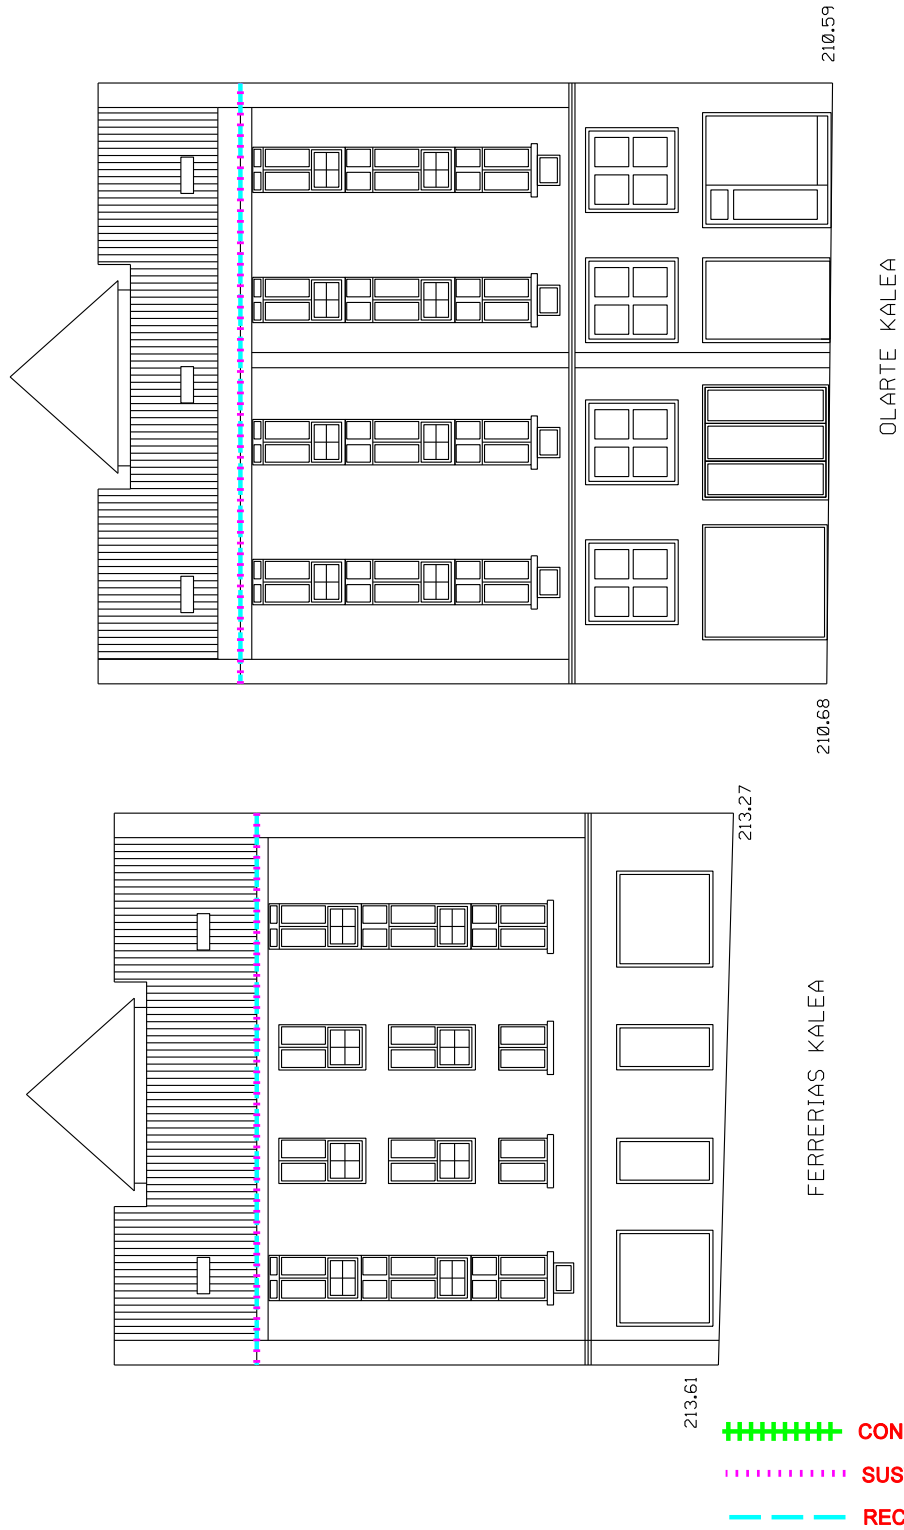 210.59
OLARTE KALEA
210.68
213.27
FERRERIAS KALEA
213.61
CON
SUS
REC